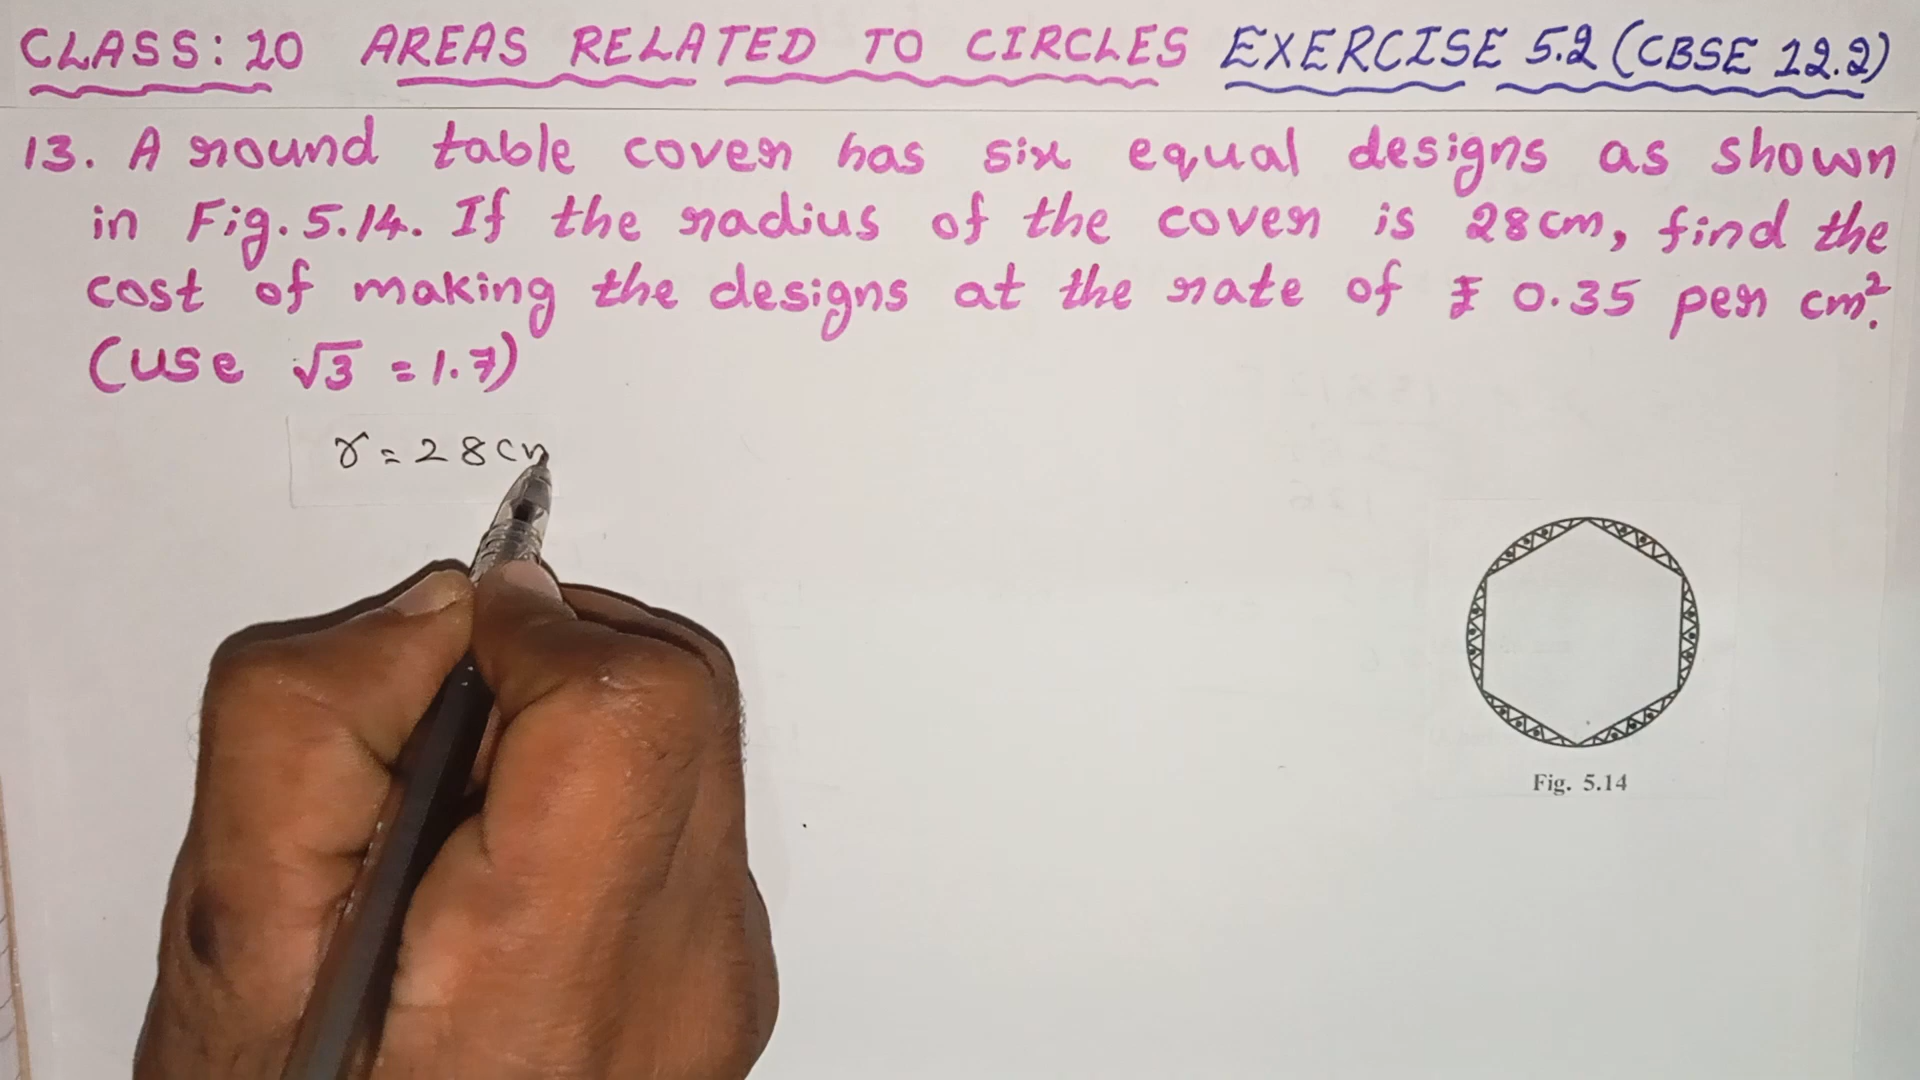 CLASS: 10 AREAS RELATED TO CIRCLES EXERCISE 5.2 (CBSE 12.2)
13. A round table cover has six equal designs as shown
in Fig. 5.14. If the radius of the cover is 28cm, find the
cost of making the designs at the rate of ₹ 0.35 per cm².
(use √3 = 1.7)
r = 28cm
Fig. 5.14